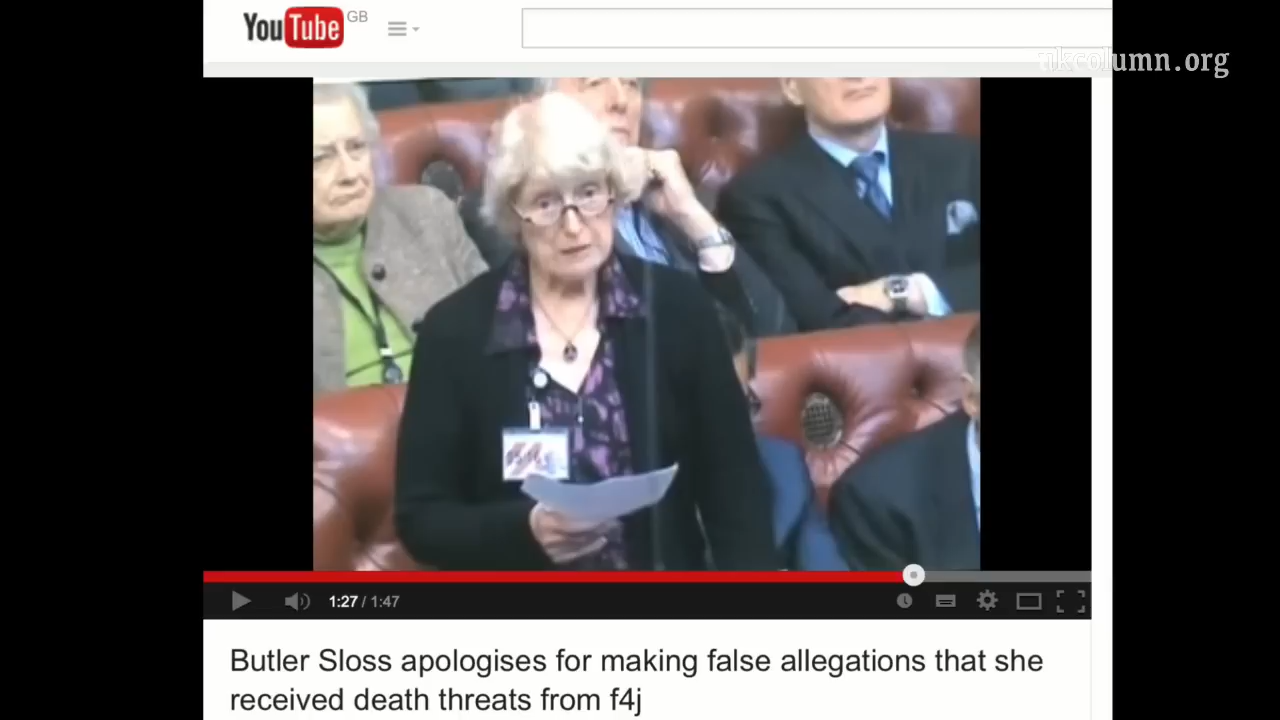 YouTube GB
ukcolumn.org
1:27 / 1:47
Butler Sloss apologises for making false allegations that she
received death threats from f4j